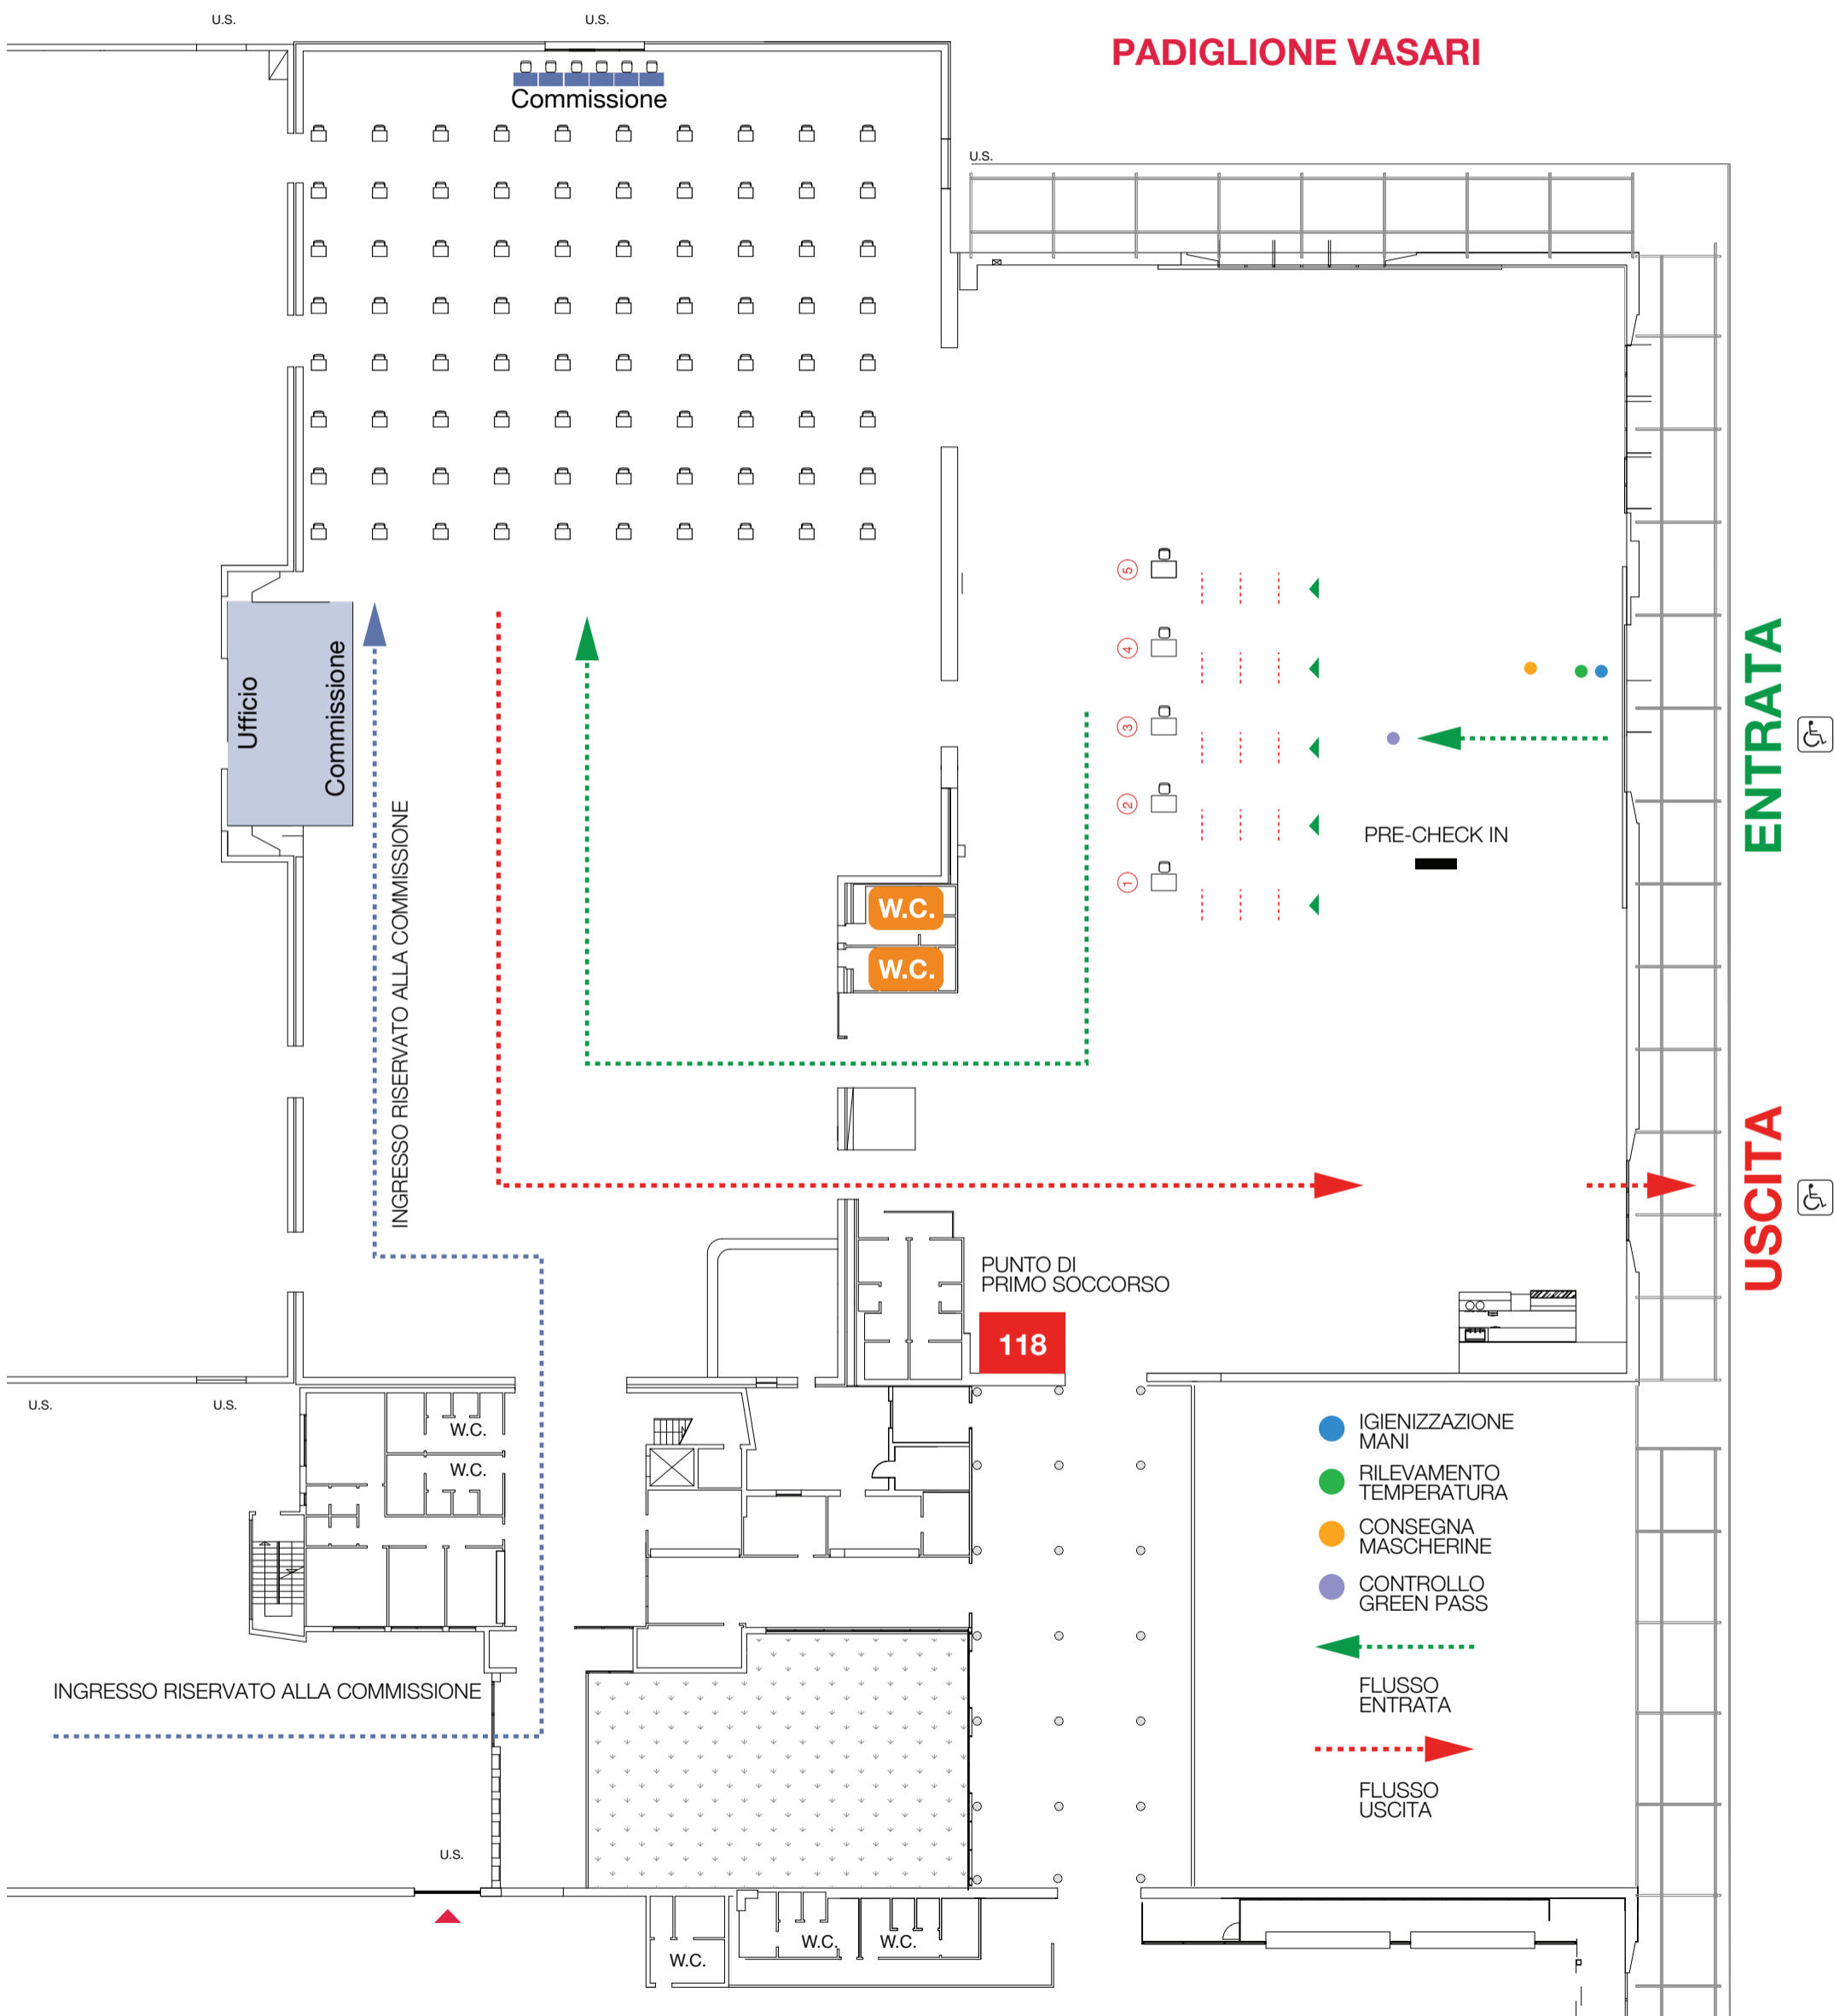 U.S.
U.S.
PADIGLIONE VASARI
Commissione
U.S.
5
4
3
2
1
ENTRATA
Ufficio
Commissione
PRE-CHECK IN
INGRESSO RISERVATO ALLA COMMISSIONE
W.C.
W.C.
USCITA
PUNTO DI
PRIMO SOCCORSO
118
U.S.
U.S.
W.C.
W.C.
IGIENIZZAZIONE
MANI
RILEVAMENTO
TEMPERATURA
CONSEGNA
MASCHERINE
CONTROLLO
GREEN PASS
FLUSSO
ENTRATA
FLUSSO
USCITA
INGRESSO RISERVATO ALLA COMMISSIONE
U.S.
W.C.
W.C.
W.C.